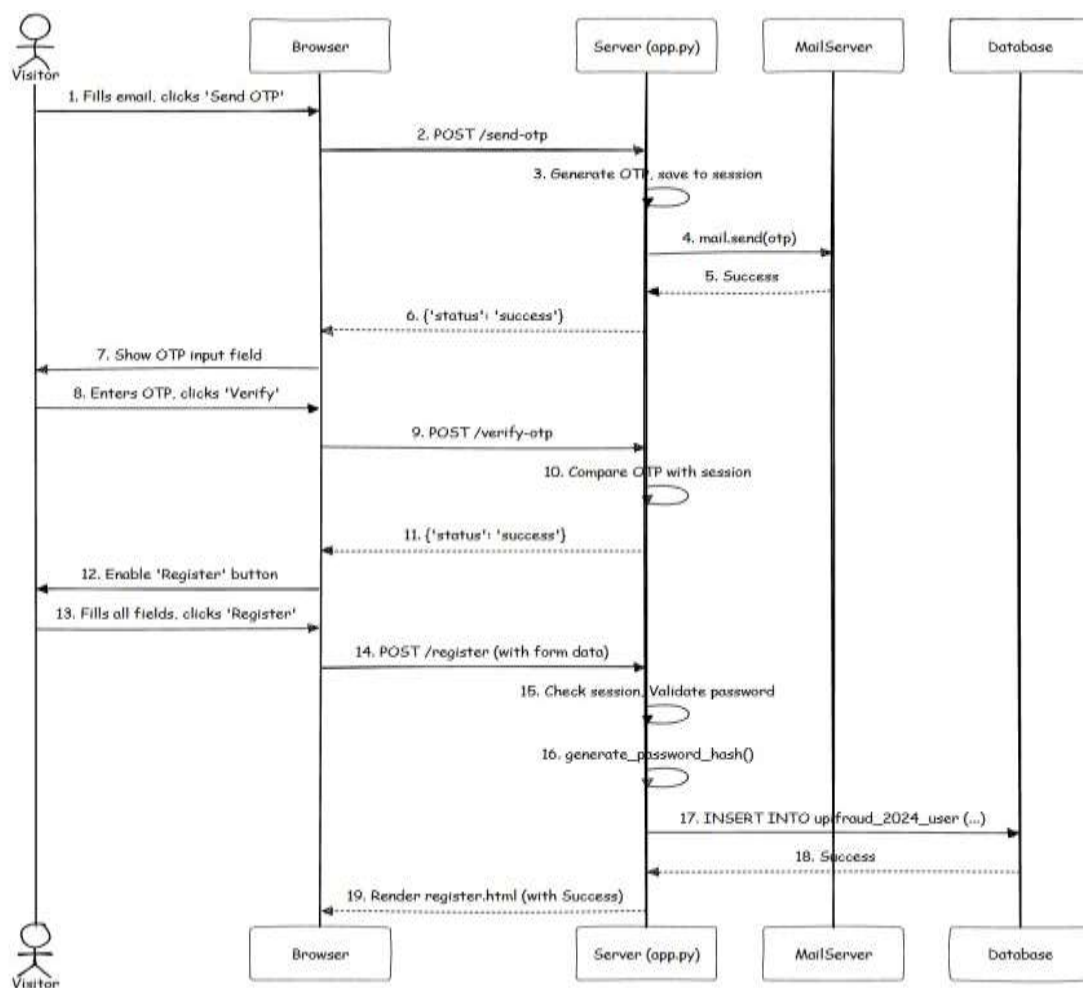 Visitor
Browser
Server (app.py)
MailServer
Database
1. Fills email, clicks 'Send OTP'
2. POST /send-otp
3. Generate OTP, save to session
4. mail.send(otp)
5. Success
6. {'status': 'success'}
7. Show OTP input field
8. Enters OTP, clicks 'Verify'
9. POST /verify-otp
10. Compare OTP with session
11. {'status': 'success'}
12. Enable 'Register' button
13. Fills all fields, clicks 'Register'
14. POST /register (with form data)
15. Check session, Validate password
16. generate_password_hash()
17. INSERT INTO upifraud_2024_user (...)
18. Success
19. Render register.html (with Success)
Visitor
Browser
Server (app.py)
MailServer
Database